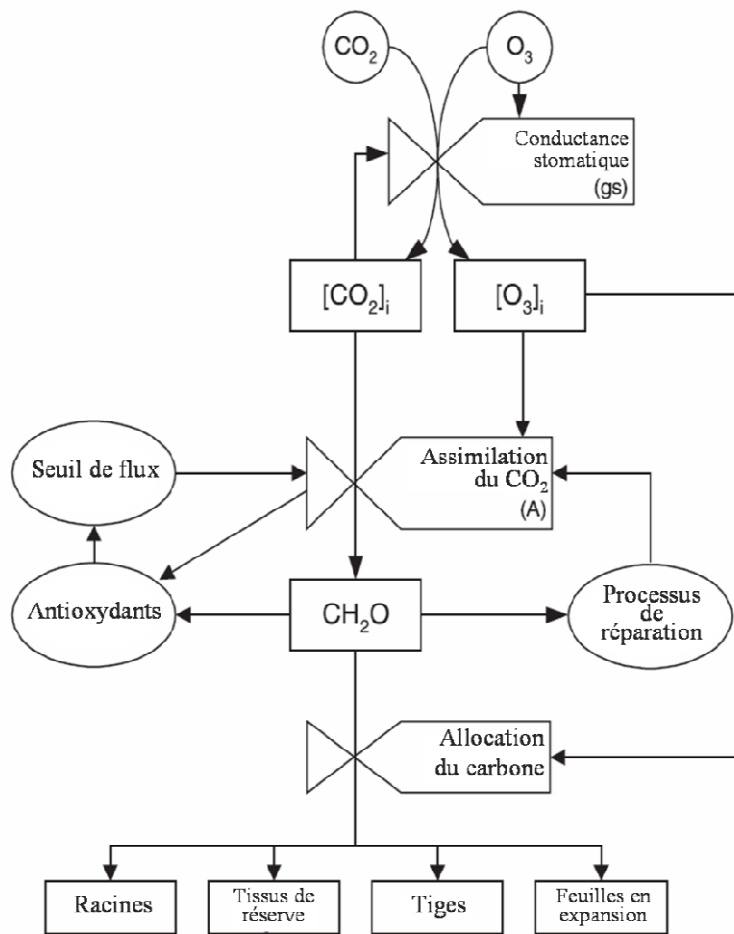 CO₂
O₃
Conductance
stomatique
(gs)
[CO₂]ᵢ
[O₃]ᵢ
Seuil de flux
Assimilation
du CO₂
(A)
Antioxydants
CH₂O
Processus
de
réparation
Allocation
du carbone
Racines
Tissus de
réserve
Tiges
Feuilles en
expansion